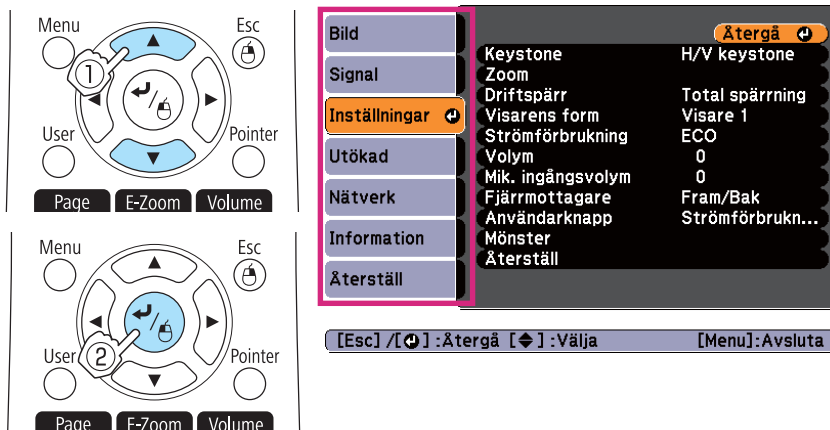 Menu
Esc
1
User
Pointer
Page
E-Zoom
Volume
Menu
Esc
2
User
Pointer
Page
E-Zoom
Volume
Bild
Signal
Inställningar
Utökad
Nätverk
Information
Återställ
Återgå
Keystone H/V keystone
Zoom
Driftspärr Total spärrning
Visarens form Visare 1
Strömförbrukning ECO
Volym 0
Mik. ingångsvolym 0
Fjärrmottagare Fram/Bak
Användarknapp Strömförbrukn...
Mönster
Återställ
[Esc] /[ ] :Återgå [ ] :Välja [Menu]:Avsluta